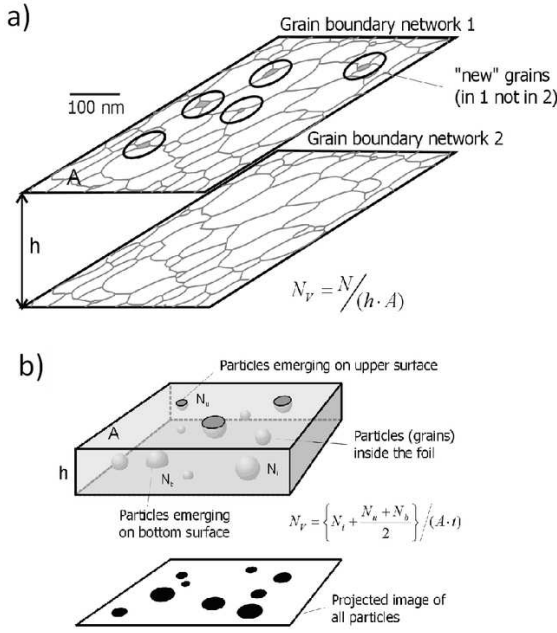 a)
Grain boundary network 1
100 nm
"new" grains
(in 1 not in 2)
Grain boundary network 2
A
h
N_V = N/(h · A)
b)
Particles emerging on upper surface
N_u
A
Particles (grains)
inside the foil
h
N_b
N_i
Particles emerging
on bottom surface
N_V = {N_t + (N_u + N_b)/2}/(A·t)
Projected image of
all particles